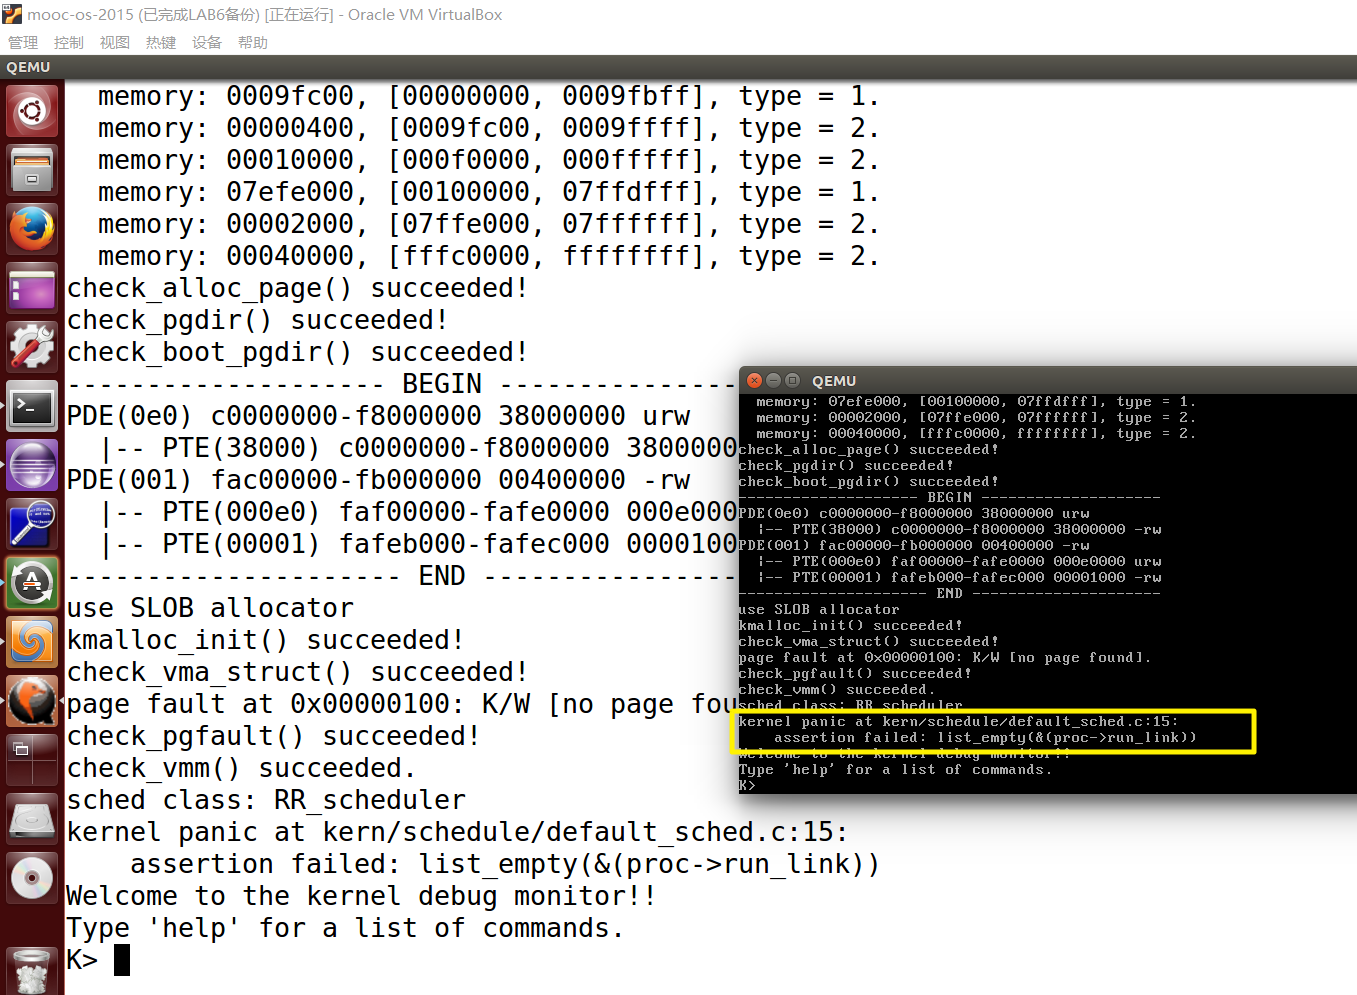 mooc-os-2015 (已完成LAB6备份) [正在运行] - Oracle VM VirtualBox
管理 控制 视图 热键 设备 帮助
QEMU
memory: 0009fc00, [00000000, 0009fbff], type = 1.
memory: 00000400, [0009fc00, 0009ffff], type = 2.
memory: 00010000, [000f0000, 000fffff], type = 2.
memory: 07efe000, [00100000, 07ffdfff], type = 1.
memory: 00002000, [07ffe000, 07ffffff], type = 2.
memory: 00040000, [fffc0000, ffffffff], type = 2.
check_alloc_page() succeeded!
check_pgdir() succeeded!
check_boot_pgdir() succeeded!
-------------------- BEGIN ---------------
PDE(0e0) c0000000-f8000000 38000000 urw
|-- PTE(38000) c0000000-f8000000 38000000
PDE(001) fac00000-fb000000 00400000 -rw
|-- PTE(000e0) faf00000-fafe0000 000e000
|-- PTE(00001) fafeb000-fafec000 0000100
--------------------- END ----------------
use SLOB allocator
kmalloc_init() succeeded!
check_vma_struct() succeeded!
page fault at 0x00000100: K/W [no page fou
check_pgfault() succeeded!
check_vmm() succeeded.
sched class: RR_scheduler
kernel panic at kern/schedule/default_sched.c:15:
assertion failed: list_empty(&(proc->run_link))
Welcome to the kernel debug monitor!!
Type 'help' for a list of commands.
K>
QEMU
memory: 07efe000, [00100000, 07ffdfff], type = 1.
memory: 00002000, [07ffe000, 07ffffff], type = 2.
memory: 00040000, [fffc0000, ffffffff], type = 2.
check_alloc_page() succeeded!
check_pgdir() succeeded!
check_boot_pgdir() succeeded!
-------------------- BEGIN --------------------
PDE(0e0) c0000000-f8000000 38000000 urw
|-- PTE(38000) c0000000-f8000000 38000000 -rw
PDE(001) fac00000-fb000000 00400000 -rw
|-- PTE(000e0) faf00000-fafe0000 000e0000 urw
|-- PTE(00001) fafeb000-fafec000 00001000 -rw
--------------------- END ---------------------
use SLOB allocator
kmalloc_init() succeeded!
check_vma_struct() succeeded!
page fault at 0x00000100: K/W [no page found].
check_pgfault() succeeded!
check_vmm() succeeded.
sched class: RR_scheduler
kernel panic at kern/schedule/default_sched.c:15:
assertion failed: list_empty(&(proc->run_link))
Welcome to the kernel debug monitor!!
Type 'help' for a list of commands.
K>